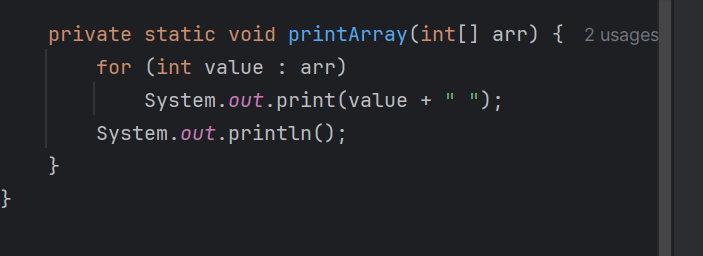 private static void printArray(int[] arr) {  2 usages
    for (int value : arr)
        System.out.print(value + " ");
    System.out.println();
}
}